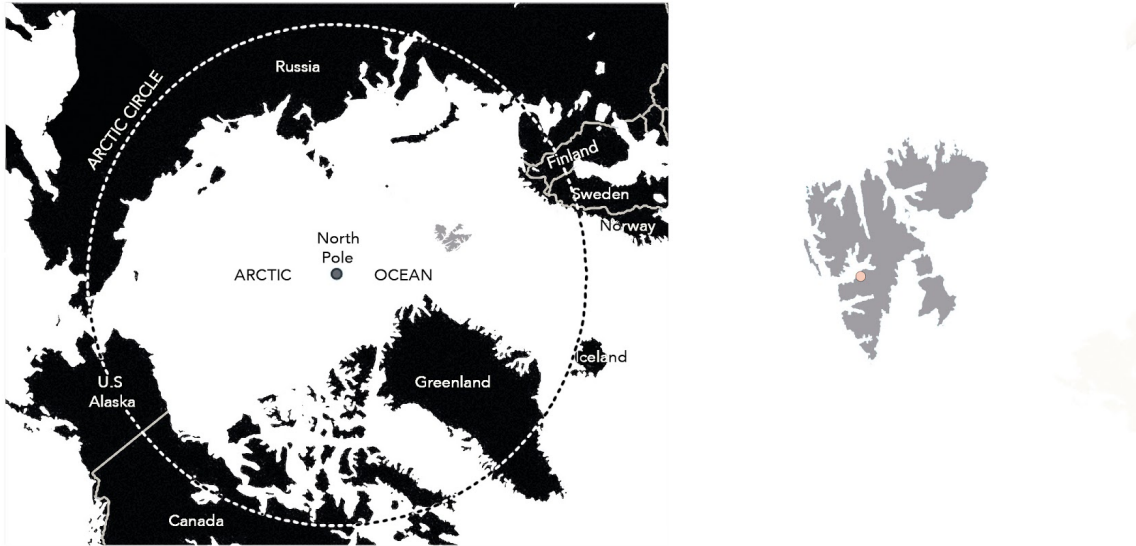 Russia
ARCTIC CIRCLE
Finland
Sweden
Norway
North
Pole
ARCTIC OCEAN
Iceland
U.S
Alaska
Greenland
Canada